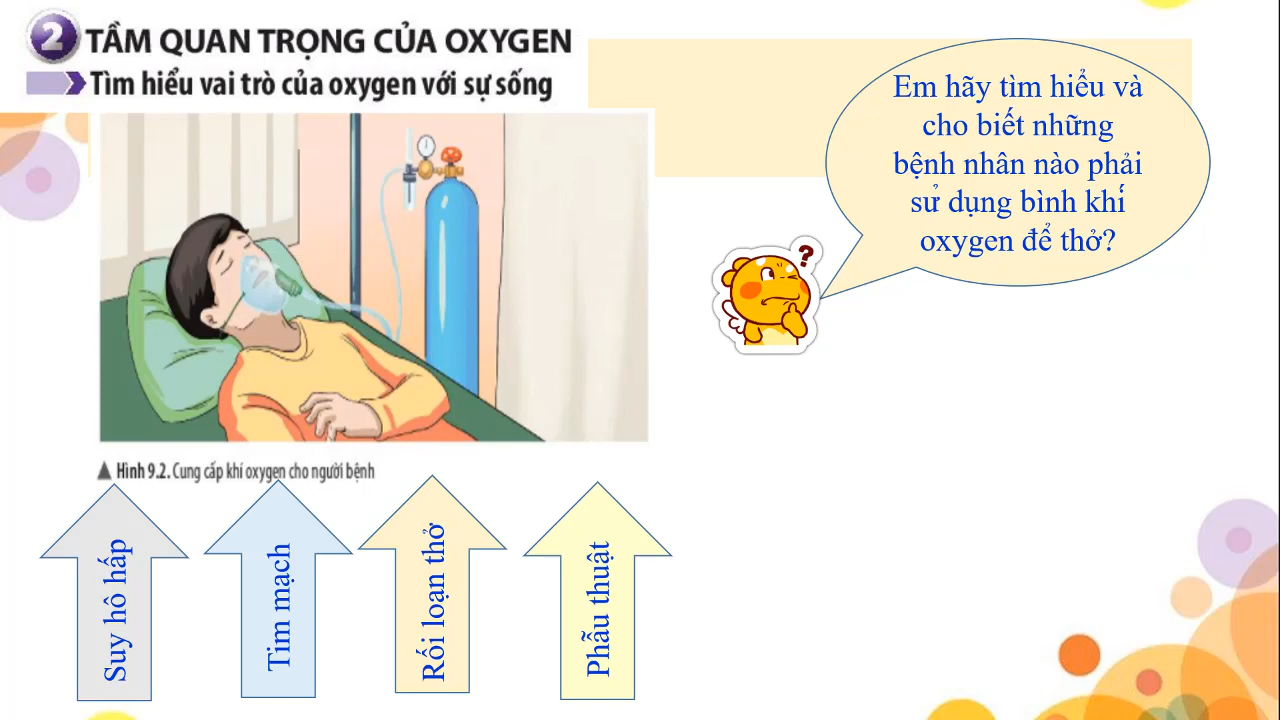 2 TẦM QUAN TRỌNG CỦA OXYGEN
Tìm hiểu vai trò của oxygen với sự sống
Em hãy tìm hiểu và
cho biết những
bệnh nhân nào phải
sử dụng bình khí
oxygen để thở?
?
▲ Hình 9.2. Cung cấp khí oxygen cho người bệnh
Suy hô hấp
Tim mạch
Rối loạn thở
Phẫu thuật